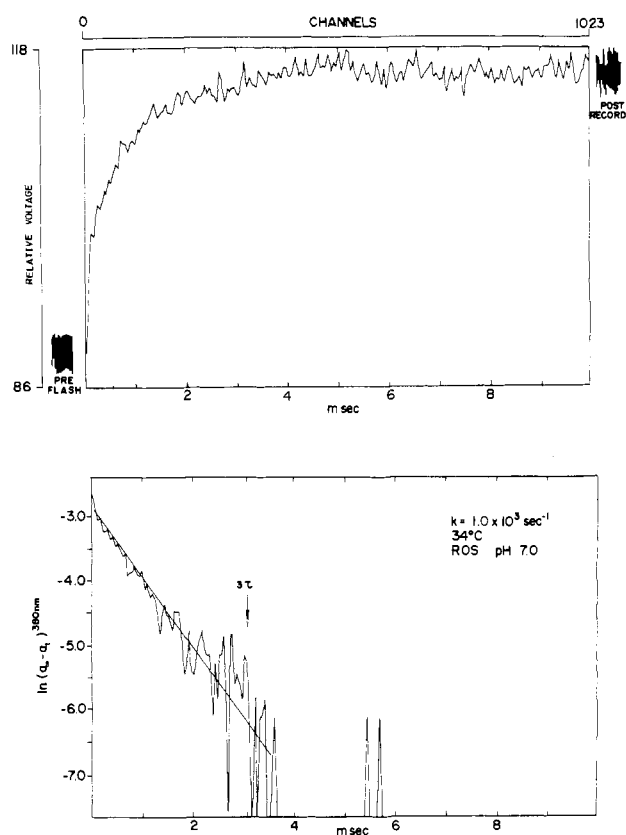 0 CHANNELS 1023
118
RELATIVE VOLTAGE
POST
RECORD
86
PRE
FLASH
2 4 6 8
m sec
-3.0
k = 1.0 x 10³ sec⁻¹
34°C
ROS pH 7.0
-4.0
3τ
ln (a∞ - aₜ)³⁸⁰ⁿᵐ
-5.0
-6.0
-7.0
2 4 6 8
m sec